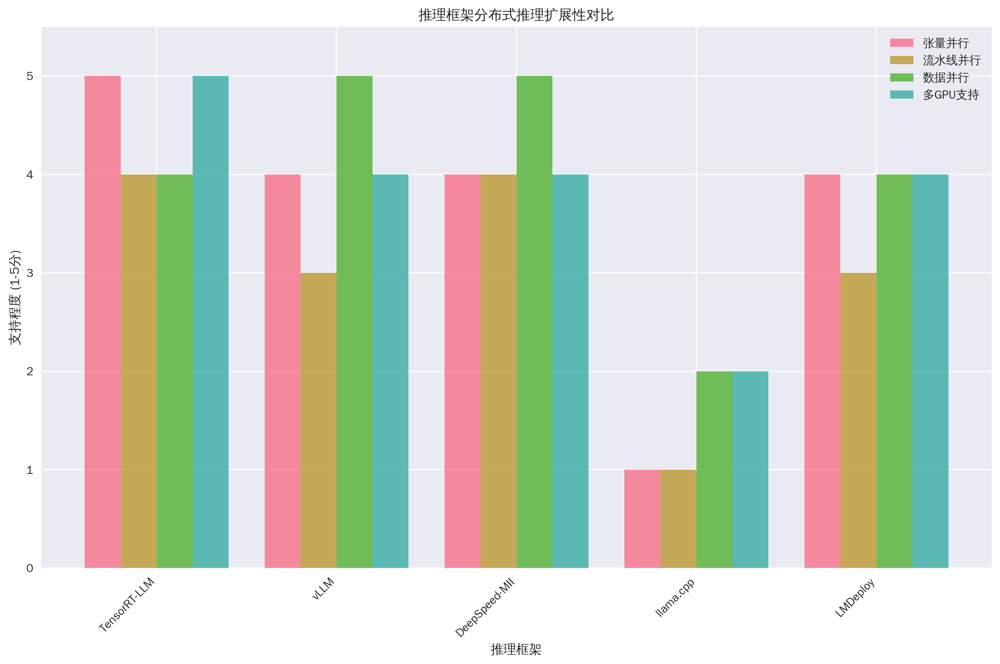 推理框架分布式推理扩展性对比
张量并行
流水线并行
数据并行
多GPU支持
支持程度 (1-5分)
5
4
3
2
1
0
TensorRT-LLM
vLLM
DeepSpeed-MII
llama.cpp
LMDeploy
推理框架